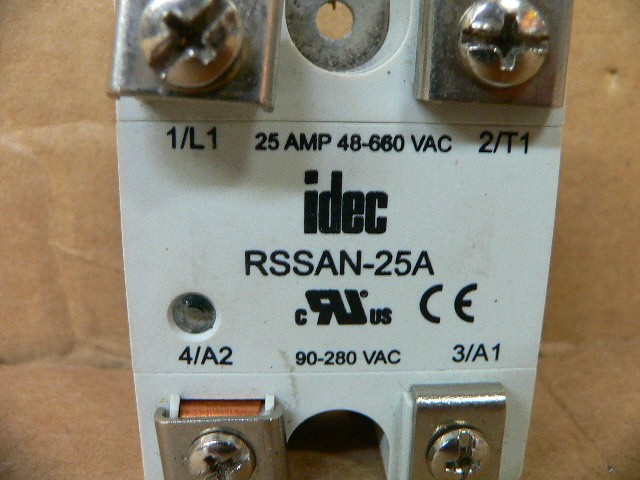 1/L1 25 AMP 48-660 VAC 2/T1
idec
RSSAN-25A
c RU US CE
4/A2 90-280 VAC 3/A1